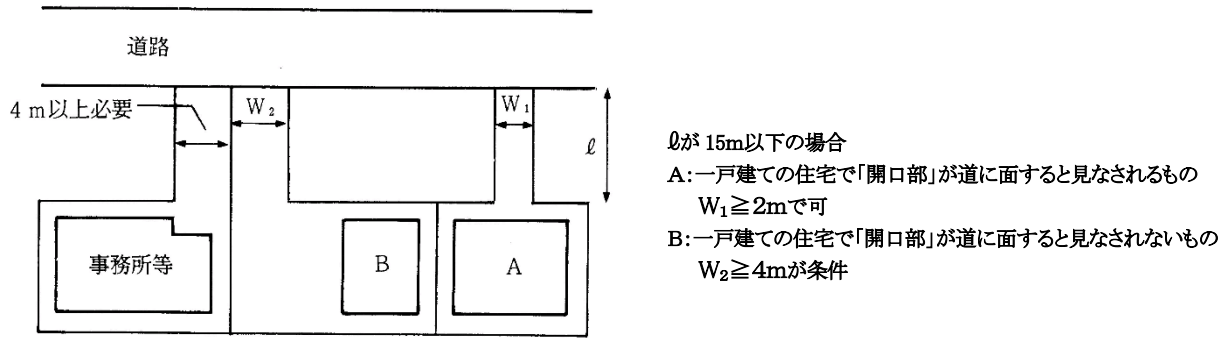 道路
4 m以上必要
W₂
W₁
ℓ
事務所等
B
A
ℓが 15m以下の場合
A:一戸建ての住宅で「開口部」が道に面すると見なされるもの
W₁≧2mで可
B:一戸建ての住宅で「開口部」が道に面すると見なされないもの
W₂≧4mが条件